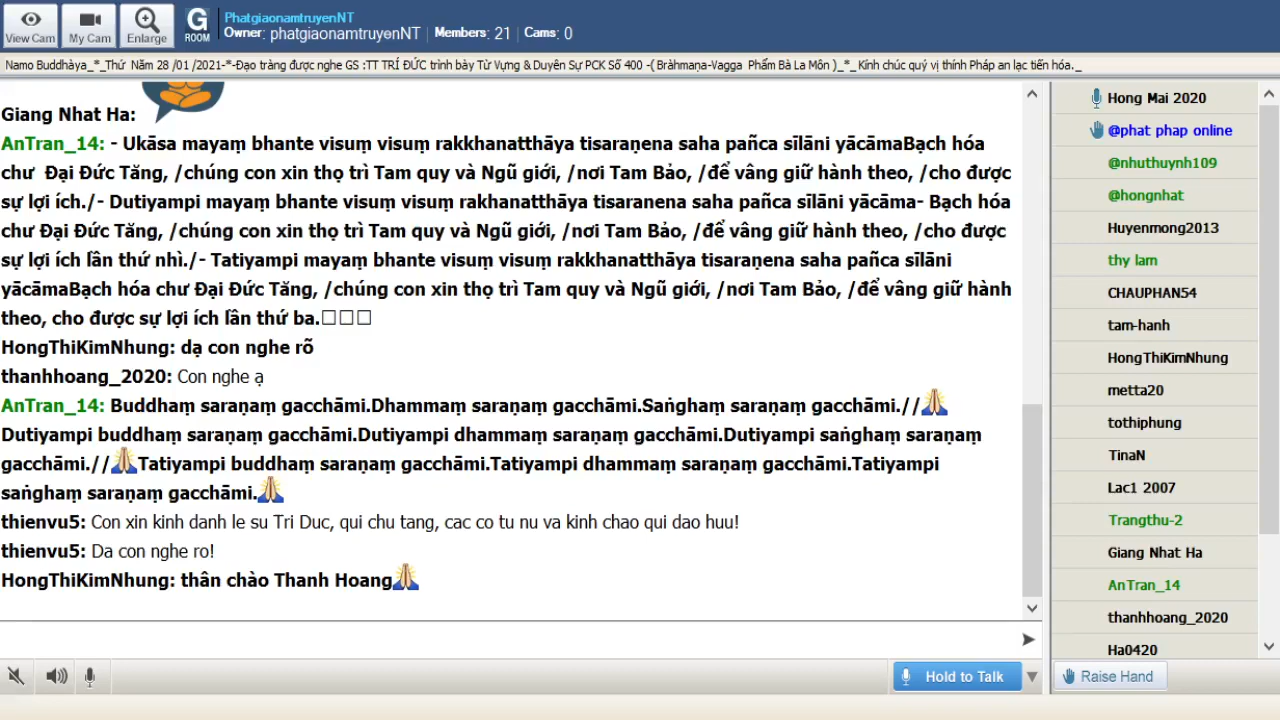 View Cam
My Cam
Enlarge
G
ROOM
PhatgiaonamtruyenNT
Owner: phatgiaonamtruyenNT Members: 21 Cams: 0
Namo Buddhàya_*_Thứ Năm 28 /01 /2021-*-Đạo tràng được nghe GS :TT TRÍ ĐỨC trình bày Từ Vựng & Duyên Sự PCK Số 400 -( Bràhmaṇa-Vagga Phẩm Bà La Môn )_*_ Kính chúc quý vị thính Pháp an lạc tiến hóa._
Giang Nhat Ha:
AnTran_14: - Ukāsa mayaṃ bhante visuṃ visuṃ rakkhanatthāya tisaraṇena saha pañca sīlāni yācāmaBạch hóa
chư Đại Đức Tăng, /chúng con xin thọ trì Tam quy và Ngũ giới, /nơi Tam Bảo, /để vâng giữ hành theo, /cho được
sự lợi ích./- Dutiyampi mayaṃ bhante visuṃ visuṃ rakhanatthāya tisaranena saha pañca sīlāni yācāma- Bạch hóa
chư Đại Đức Tăng, /chúng con xin thọ trì Tam quy và Ngũ giới, /nơi Tam Bảo, /để vâng giữ hành theo, /cho được
sự lợi ích lần thứ nhì./- Tatiyampi mayaṃ bhante visuṃ visuṃ rakkhanatthāya tisaraṇena saha pañca sīlāni
yācāmaBạch hóa chư Đại Đức Tăng, /chúng con xin thọ trì Tam quy và Ngũ giới, /nơi Tam Bảo, /để vâng giữ hành
theo, cho được sự lợi ích lần thứ ba.
HongThiKimNhung: dạ con nghe rõ
thanhhoang_2020: Con nghe ạ
AnTran_14: Buddhaṃ saraṇaṃ gacchāmi.Dhammaṃ saraṇaṃ gacchāmi.Saṅghaṃ saraṇaṃ gacchāmi.//
Dutiyampi buddhaṃ saraṇaṃ gacchāmi.Dutiyampi dhammaṃ saraṇaṃ gacchāmi.Dutiyampi saṅghaṃ saraṇaṃ
gacchāmi.//Tatiyampi buddhaṃ saraṇaṃ gacchāmi.Tatiyampi dhammaṃ saraṇaṃ gacchāmi.Tatiyampi
saṅghaṃ saraṇaṃ gacchāmi.
thienvu5: Con xin kinh danh le su Tri Duc, qui chu tang, cac co tu nu va kinh chao qui dao huu!
thienvu5: Da con nghe ro!
HongThiKimNhung: thân chào Thanh Hoang
Hold to Talk
Hong Mai 2020
@phat phap online
@nhuthuynh109
@hongnhat
Huyenmong2013
thy lam
CHAUPHAN54
tam-hanh
HongThiKimNhung
metta20
tothiphung
TinaN
Lac1 2007
Trangthu-2
Giang Nhat Ha
AnTran_14
thanhhoang_2020
Ha0420
Raise Hand